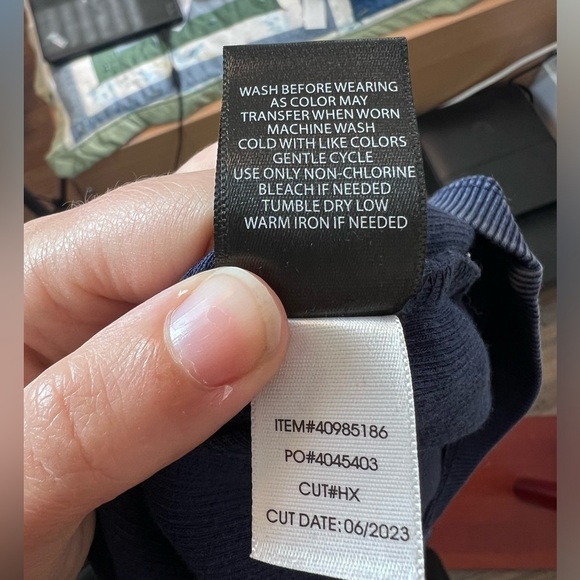 WASH BEFORE WEARING
AS COLOR MAY
TRANSFER WHEN WORN
MACHINE WASH
COLD WITH LIKE COLORS
GENTLE CYCLE
USE ONLY NON-CHLORINE
BLEACH IF NEEDED
TUMBLE DRY LOW
WARM IRON IF NEEDED
ITEM#40985186
PO#4045403
CUT#HX
CUT DATE: 06/2023